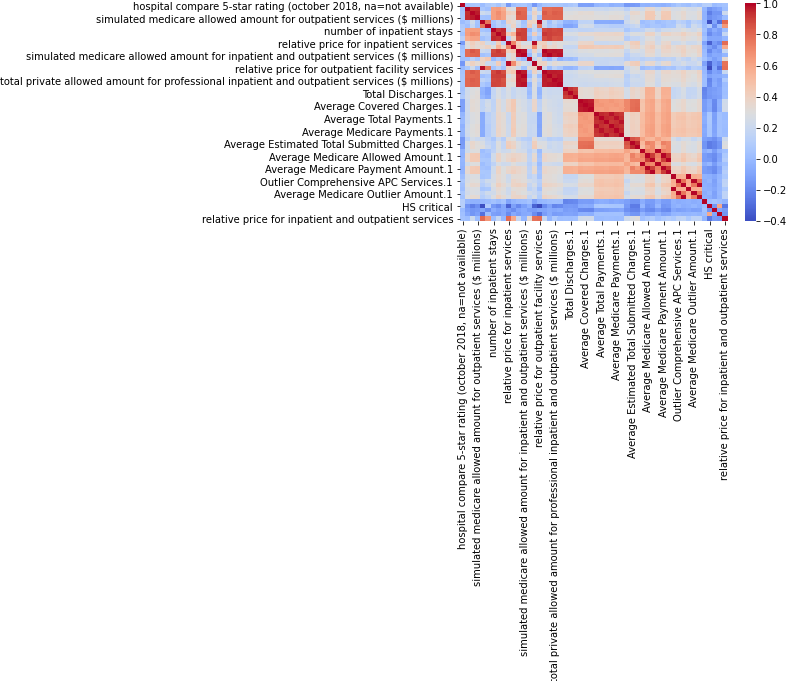 hospital compare 5-star rating (october 2018, na=not available)
simulated medicare allowed amount for outpatient services ($ millions)
number of inpatient stays
relative price for inpatient services
simulated medicare allowed amount for inpatient and outpatient services ($ millions)
relative price for outpatient facility services
total private allowed amount for professional inpatient and outpatient services ($ millions)
Total Discharges.1
Average Covered Charges.1
Average Total Payments.1
Average Medicare Payments.1
Average Estimated Total Submitted Charges.1
Average Medicare Allowed Amount.1
Average Medicare Payment Amount.1
Outlier Comprehensive APC Services.1
Average Medicare Outlier Amount.1
HS critical
relative price for inpatient and outpatient services
1.0
0.8
0.6
0.4
0.2
0.0
−0.2
−0.4
hospital compare 5-star rating (october 2018, na=not available)
simulated medicare allowed amount for outpatient services ($ millions)
number of inpatient stays
relative price for inpatient services
simulated medicare allowed amount for inpatient and outpatient services ($ millions)
relative price for outpatient facility services
total private allowed amount for professional inpatient and outpatient services ($ millions)
Total Discharges.1
Average Covered Charges.1
Average Total Payments.1
Average Medicare Payments.1
Average Estimated Total Submitted Charges.1
Average Medicare Allowed Amount.1
Average Medicare Payment Amount.1
Outlier Comprehensive APC Services.1
Average Medicare Outlier Amount.1
HS critical
relative price for inpatient and outpatient services